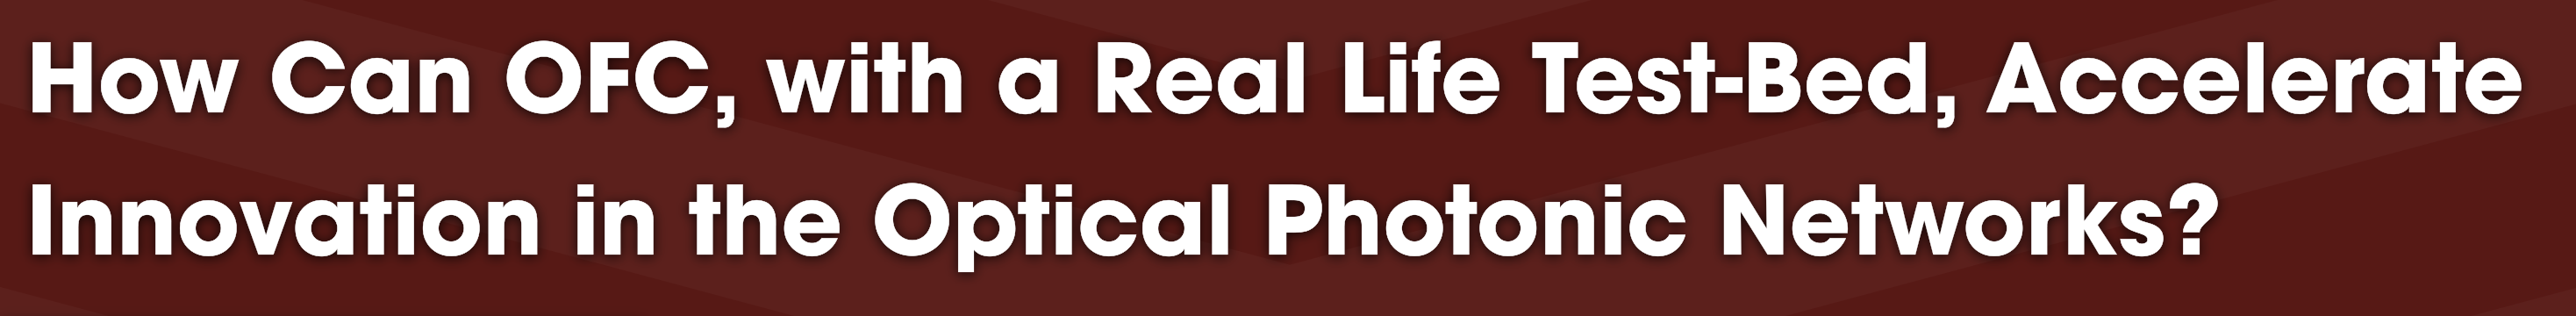 How Can OFC, with a Real Life Test-Bed, Accelerate
Innovation in the Optical Photonic Networks?